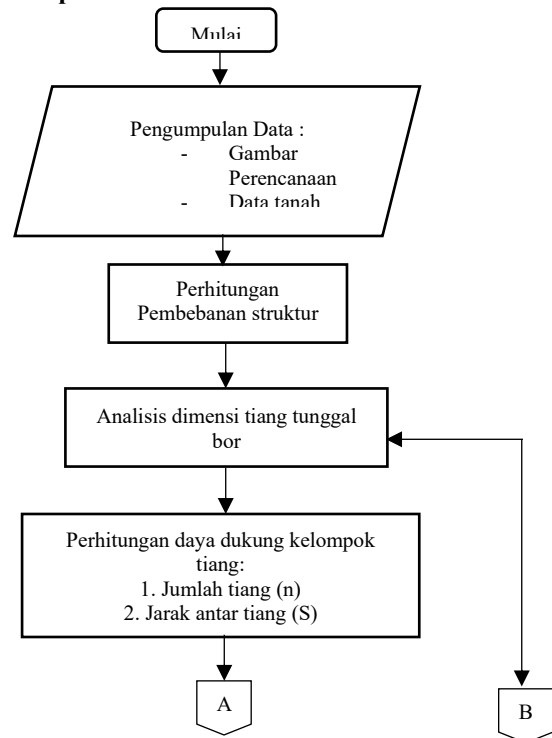 Mulai
Pengumpulan Data :
- Gambar
Perencanaan
- Data tanah
Perhitungan
Pembebanan struktur
Analisis dimensi tiang tunggal
bor
Perhitungan daya dukung kelompok
tiang:
1. Jumlah tiang (n)
2. Jarak antar tiang (S)
A
B